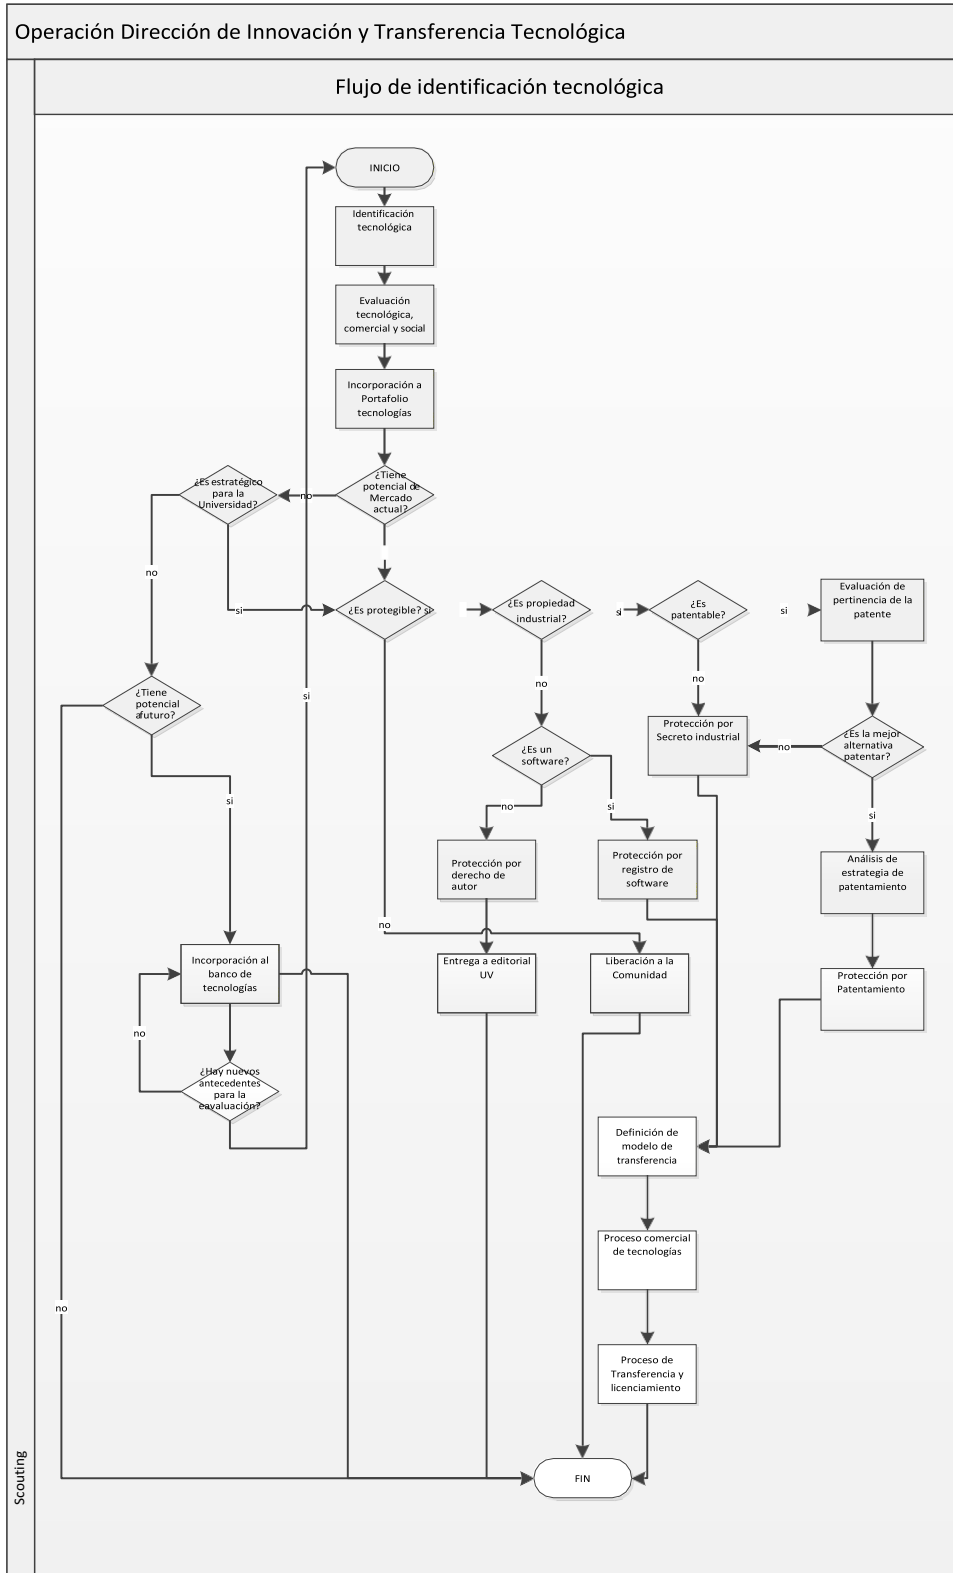 Operación Dirección de Innovación y Transferencia Tecnológica
Flujo de identificación tecnológica
Scouting
INICIO
Identificación
tecnológica
Evaluación
tecnológica,
comercial y social
Incorporación a
Portafolio
tecnologías
¿Tiene
potencial de
Mercado
actual?
no
¿Es estratégico
para la
Universidad?
no
si
¿Es protegible? si
¿Es propiedad
industrial?
si
¿Es
patentable?
si
Evaluación de
pertinencia de la
patente
no
no
¿Tiene
potencial
afuturo?
si
Protección por
Secreto industrial
no
¿Es la mejor
alternativa
patentar?
¿Es un
software?
si
no
si
si
Protección por
derecho de
autor
Protección por
registro de
software
Análisis de
estrategia de
patentamiento
no
Incorporación al
banco de
tecnologías
Entrega a editorial
UV
Liberación a la
Comunidad
Protección por
Patentamiento
no
¿Hay nuevos
antecedentes
para la
eavaluación?
Definición de
modelo de
transferencia
Proceso comercial
de tecnologías
no
Proceso de
Transferencia y
licenciamiento
FIN